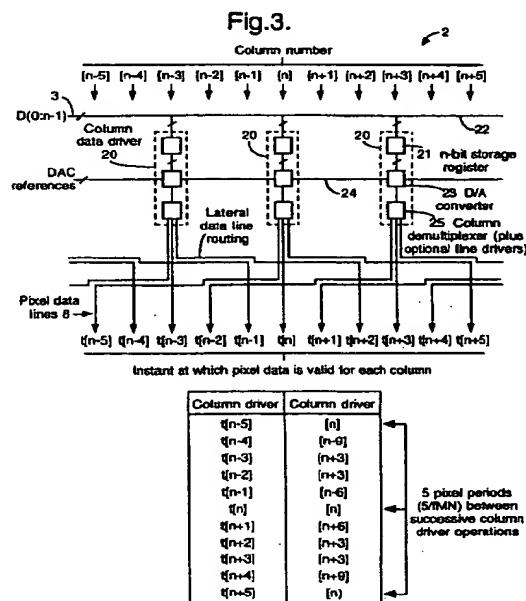 Fig.3.
2
Column number
[n-5] [n-4] [n-3] [n-2] [n-1] [n] [n+1] [n+2] [n+3] [n+4] [n+5]
3
D(0:n-1)
22
Column data driver
20
20
20
21 n-bit storage register
DAC references
24
23 D/A converter
Lateral data line routing
25 Column demultiplexer (plus optional line drivers)
Pixel data lines 8
t[n-5] t[n-4] t[n-3] t[n-2] t[n-1] t[n] t[n+1] t[n+2] t[n+3] t[n+4] t[n+5]
Instant at which pixel data is valid for each column
Column driver Column driver
t[n-5] [n]
t[n-4] [n-9]
t[n-3] [n+3]
t[n-2] [n+3]
t[n-1] [n-6]
t[n] [n]
t[n+1] [n+6]
t[n+2] [n+3]
t[n+3] [n+3]
t[n+4] [n+9]
t[n+5] [n]
5 pixel periods
(5/fMN) between
successive column
driver operations